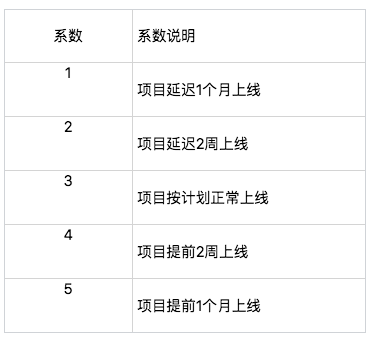 系数 系数说明
1 项目延迟1个月上线
2 项目延迟2周上线
3 项目按计划正常上线
4 项目提前2周上线
5 项目提前1个月上线